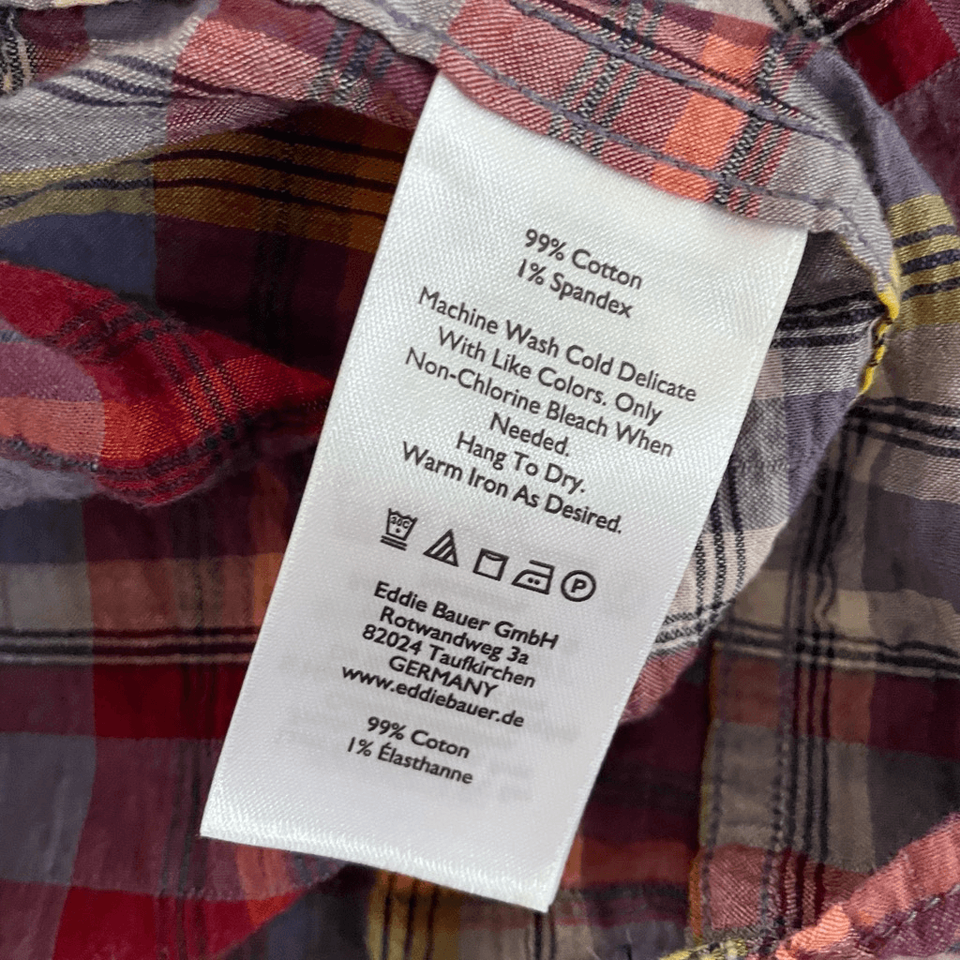 99% Cotton
1% Spandex
Machine Wash Cold Delicate
With Like Colors. Only
Non-Chlorine Bleach When
Needed.
Hang To Dry.
Warm Iron As Desired.
30C
P
Eddie Bauer GmbH
Rotwandweg 3a
82024 Taufkirchen
GERMANY
www.eddiebauer.de
99% Coton
1% Élasthanne